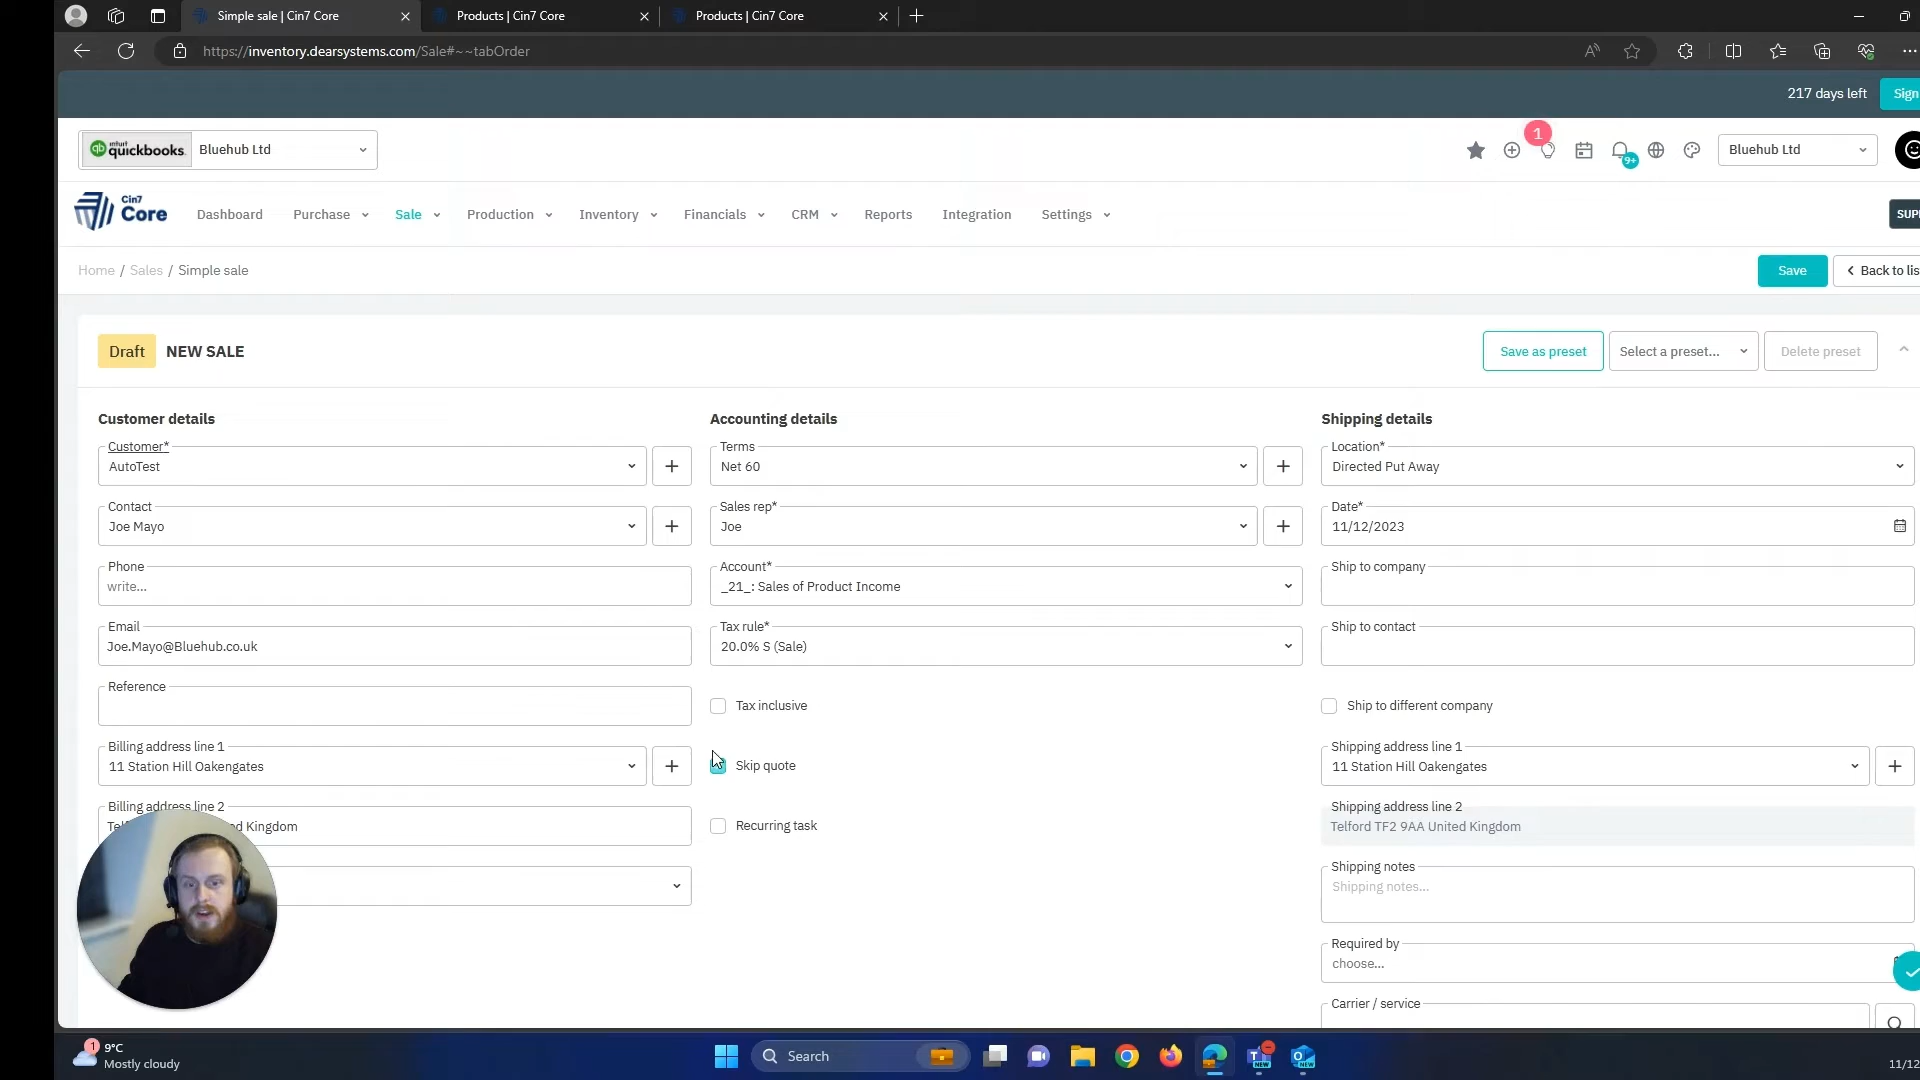 Simple sale | Cin7 Core
Products | Cin7 Core
Products | Cin7 Core
https://inventory.dearsystems.com/Sale#~~tabOrder
217 days left
Sign
intuit quickbooks
Bluehub Ltd
1
9+
Bluehub Ltd
Cin7 Core
Dashboard
Purchase
Sale
Production
Inventory
Financials
CRM
Reports
Integration
Settings
SUP
Home / Sales / Simple sale
Save
Back to lis
Draft
NEW SALE
Save as preset
Select a preset...
Delete preset
Customer details
Customer*
AutoTest
Contact
Joe Mayo
Phone
write...
Email
Joe.Mayo@Bluehub.co.uk
Reference
Billing address line 1
11 Station Hill Oakengates
Billing address line 2
Kingdom
Accounting details
Terms
Net 60
Sales rep*
Joe
Account*
_21_: Sales of Product Income
Tax rule*
20.0% S (Sale)
Tax inclusive
Skip quote
Recurring task
Shipping details
Location*
Directed Put Away
Date*
11/12/2023
Ship to company
Ship to contact
Ship to different company
Shipping address line 1
11 Station Hill Oakengates
Shipping address line 2
Telford TF2 9AA United Kingdom
Shipping notes
Shipping notes...
Required by
choose...
Carrier / service
1
9°C
Mostly cloudy
Search
NEW
NEW
11/12